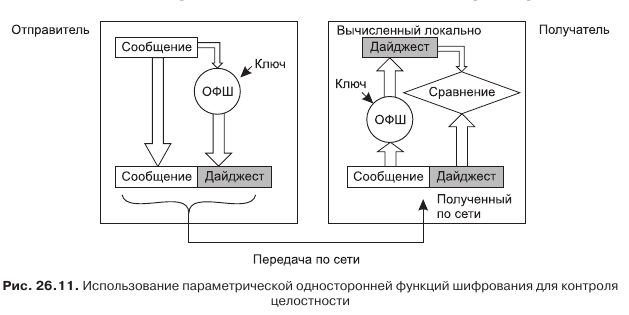 Отправитель
Сообщение
Ключ
ОФШ
Сообщение
Дайджест
Вычисленный локально
Получатель
Дайджест
Ключ
Сравнение
ОФШ
Сообщение
Дайджест
Полученный
по сети
Передача по сети
Рис. 26.11. Использование параметрической односторонней функций шифрования для контроля
целостности